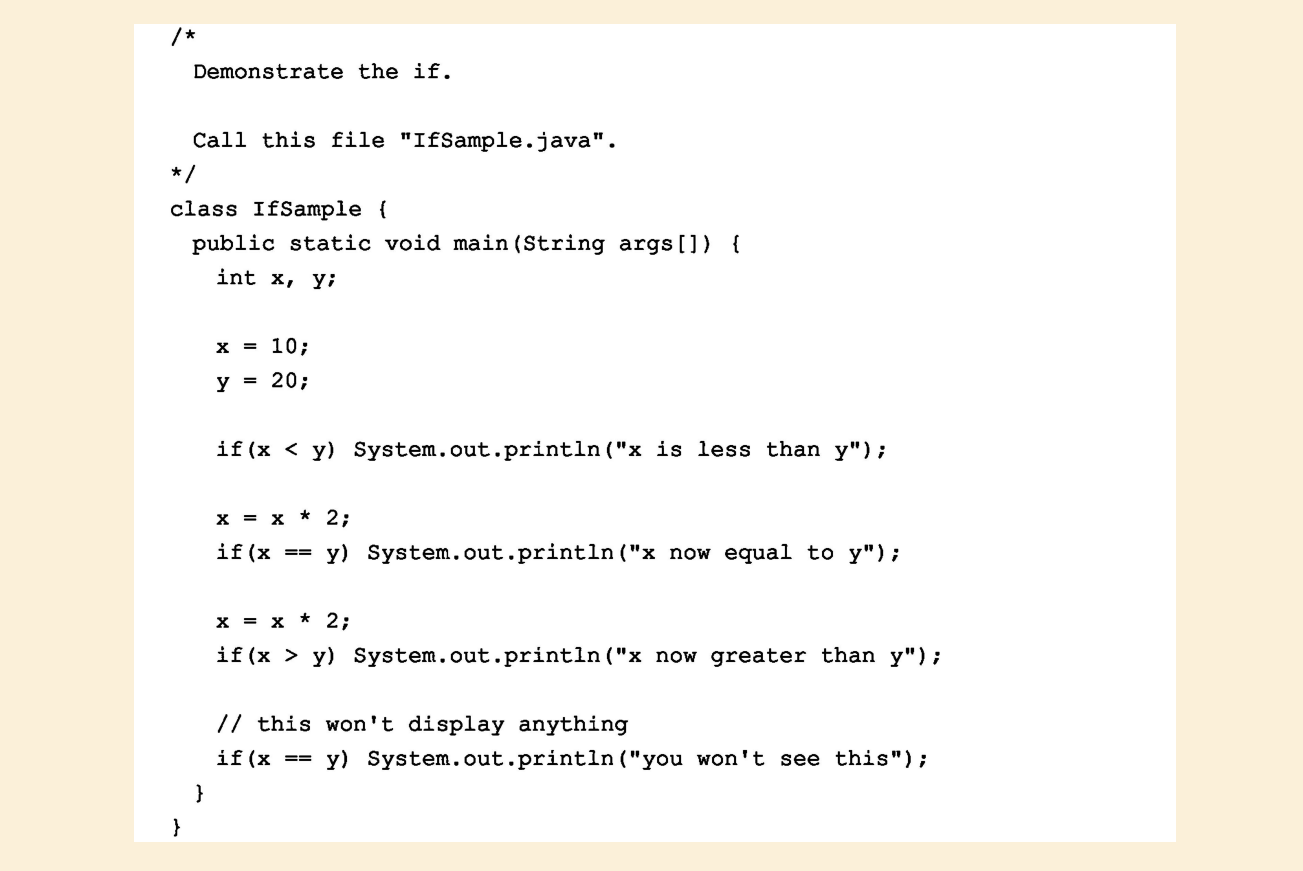 /*
  Demonstrate the if.

  Call this file "IfSample.java".
*/
class IfSample {
  public static void main(String args[]) {
    int x, y;

    x = 10;
    y = 20;

    if(x < y) System.out.println("x is less than y");

    x = x * 2;
    if(x == y) System.out.println("x now equal to y");

    x = x * 2;
    if(x > y) System.out.println("x now greater than y");

    // this won't display anything
    if(x == y) System.out.println("you won't see this");
  }
}